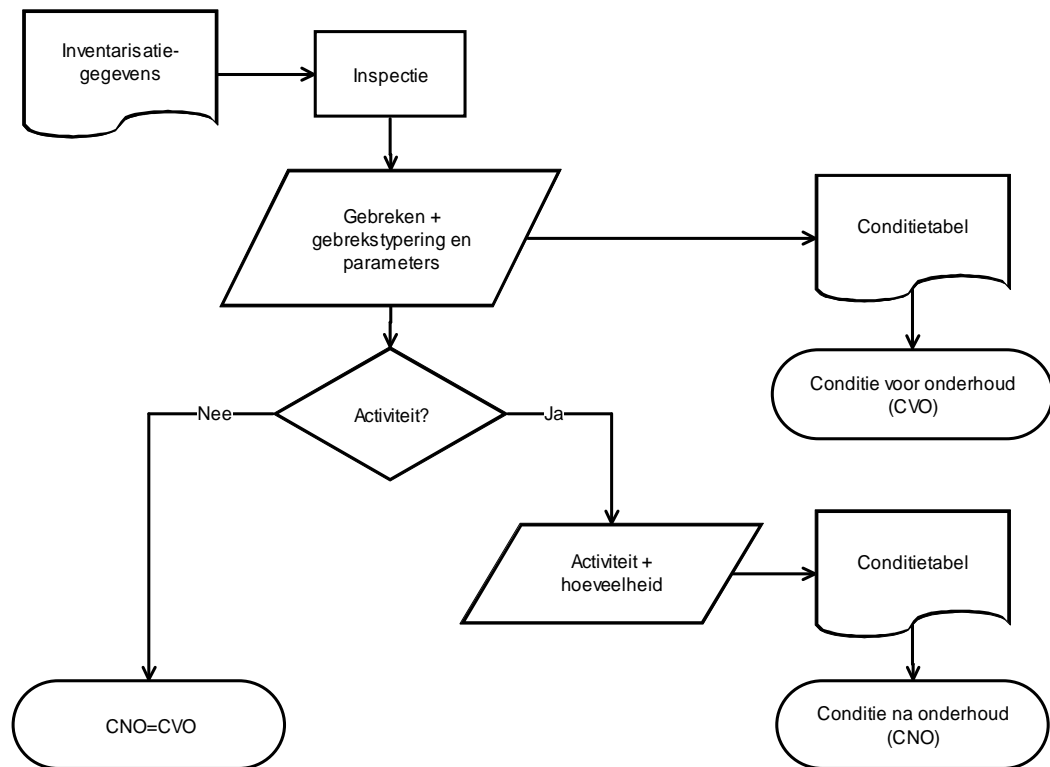 Inventarisatie-
gegevens
Inspectie
Gebreken +
gebrekstypering en
parameters
Conditietabel
Conditie voor onderhoud
(CVO)
Nee
Activiteit?
Ja
Activiteit +
hoeveelheid
Conditietabel
CNO=CVO
Conditie na onderhoud
(CNO)